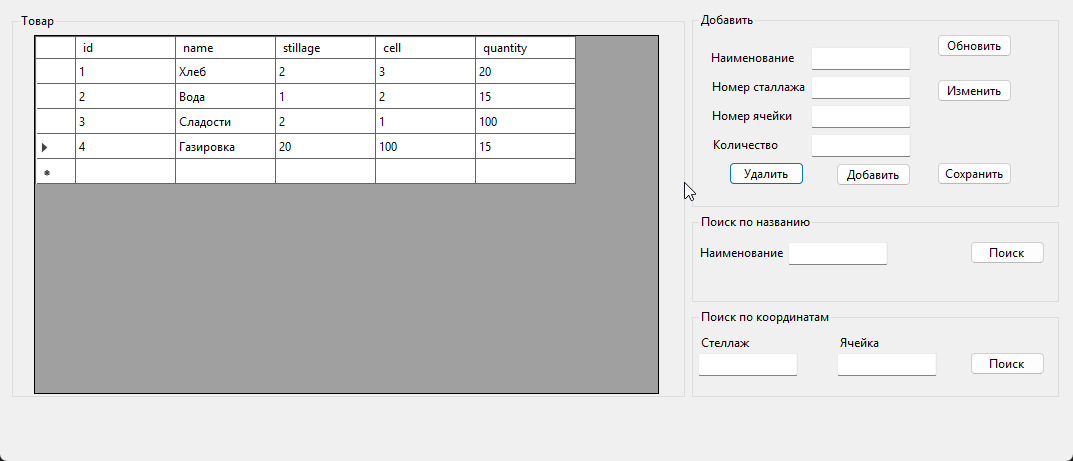 Товар
id name stillage cell quantity
1 Хлеб 2 3 20
2 Вода 1 2 15
3 Сладости 2 1 100
4 Газировка 20 100 15
Добавить
Наименование
Обновить
Номер сталлажа
Изменить
Номер ячейки
Количество
Удалить Добавить Сохранить
Поиск по названию
Наименование Поиск
Поиск по координатам
Стеллаж Ячейка
Поиск